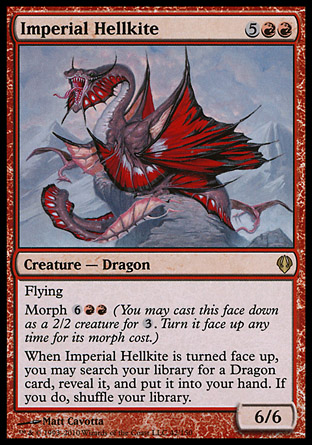 Imperial Hellkite 5
Creature — Dragon
Flying
Morph 6 (You may cast this face down
as a 2/2 creature for 3. Turn it face up any
time for its morph cost.)
When Imperial Hellkite is turned face up,
you may search your library for a Dragon
card, reveal it, and put it into your hand. If
you do, shuffle your library.
Matt Cavotta
6/6